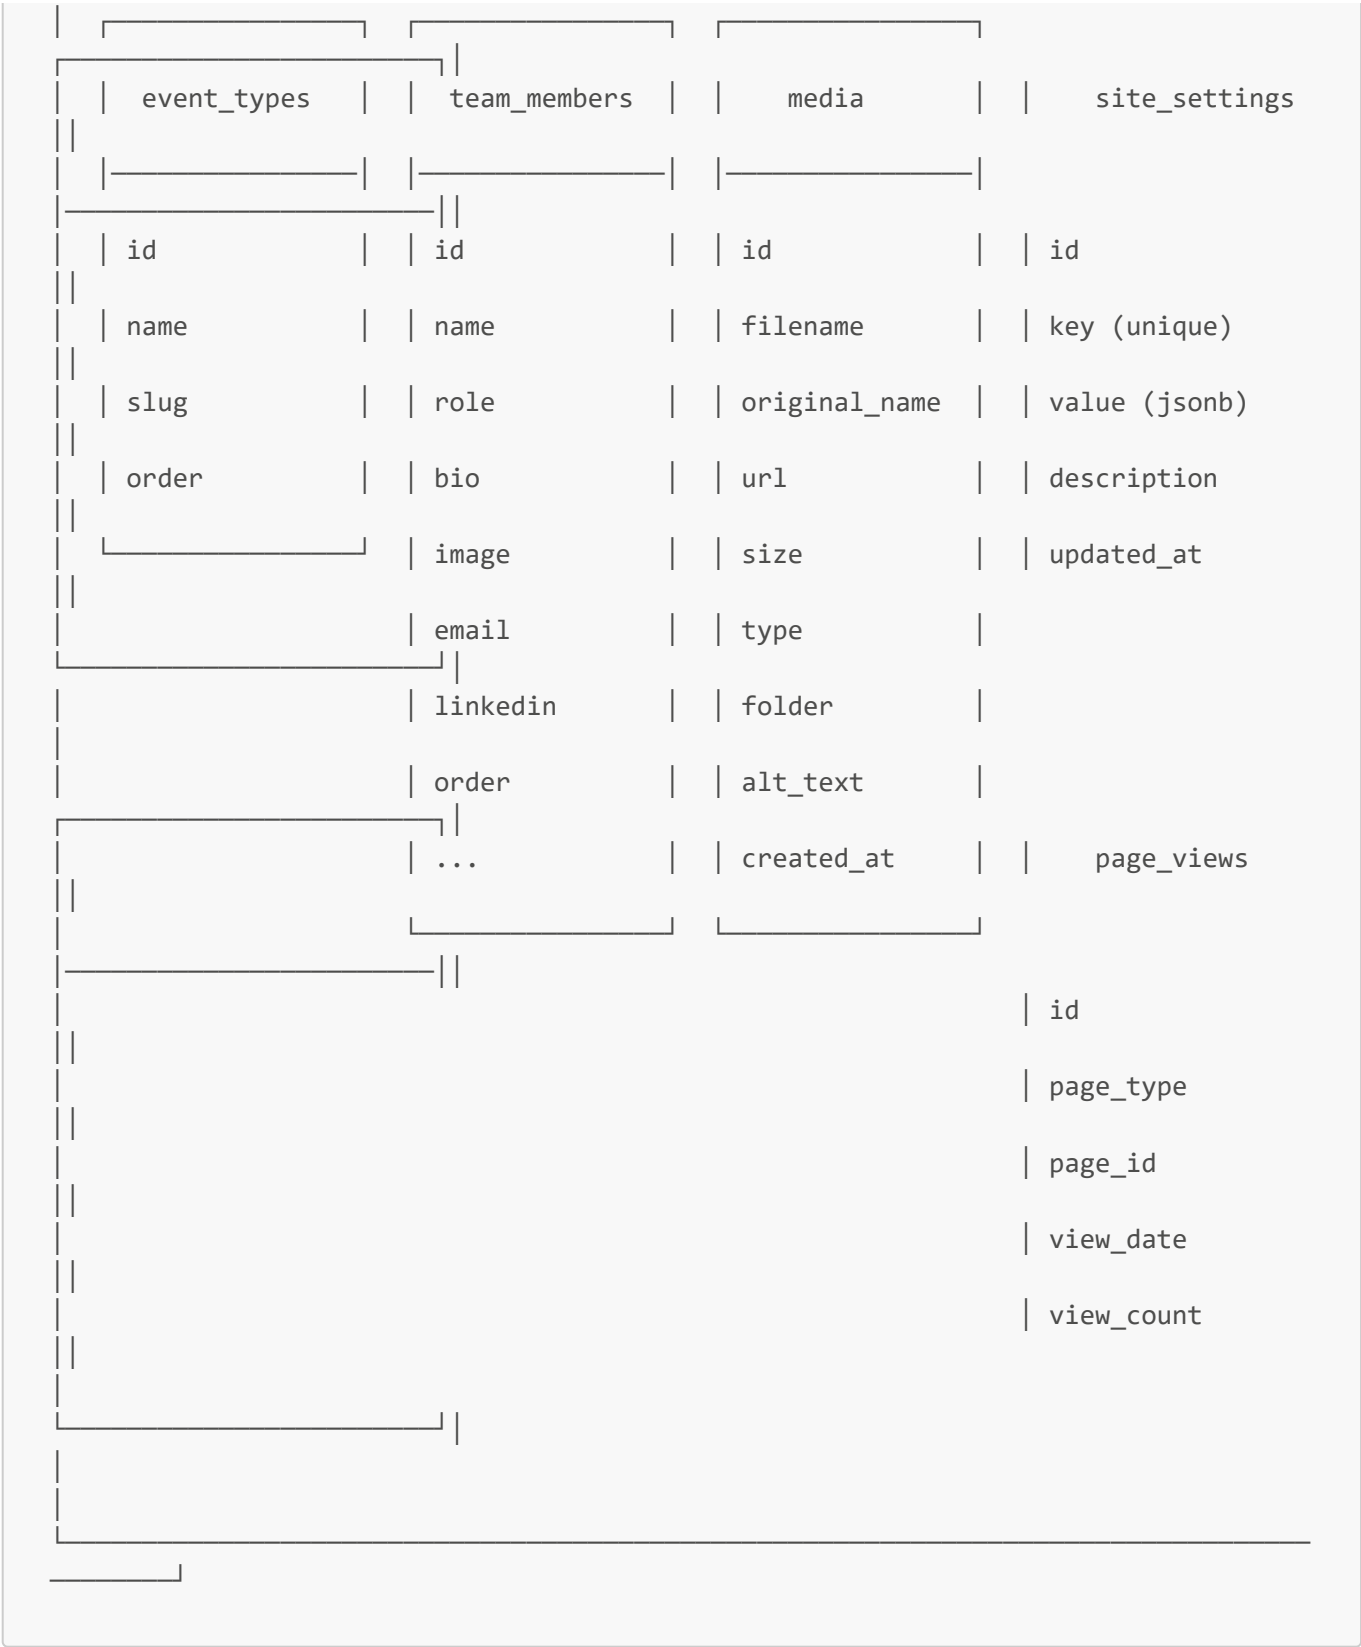 event_types team_members media site_settings
id id id id
name name filename key (unique)
slug role original_name value (jsonb)
order bio url description
image size updated_at
email type
linkedin folder
order alt_text
... created_at page_views
id
page_type
page_id
view_date
view_count